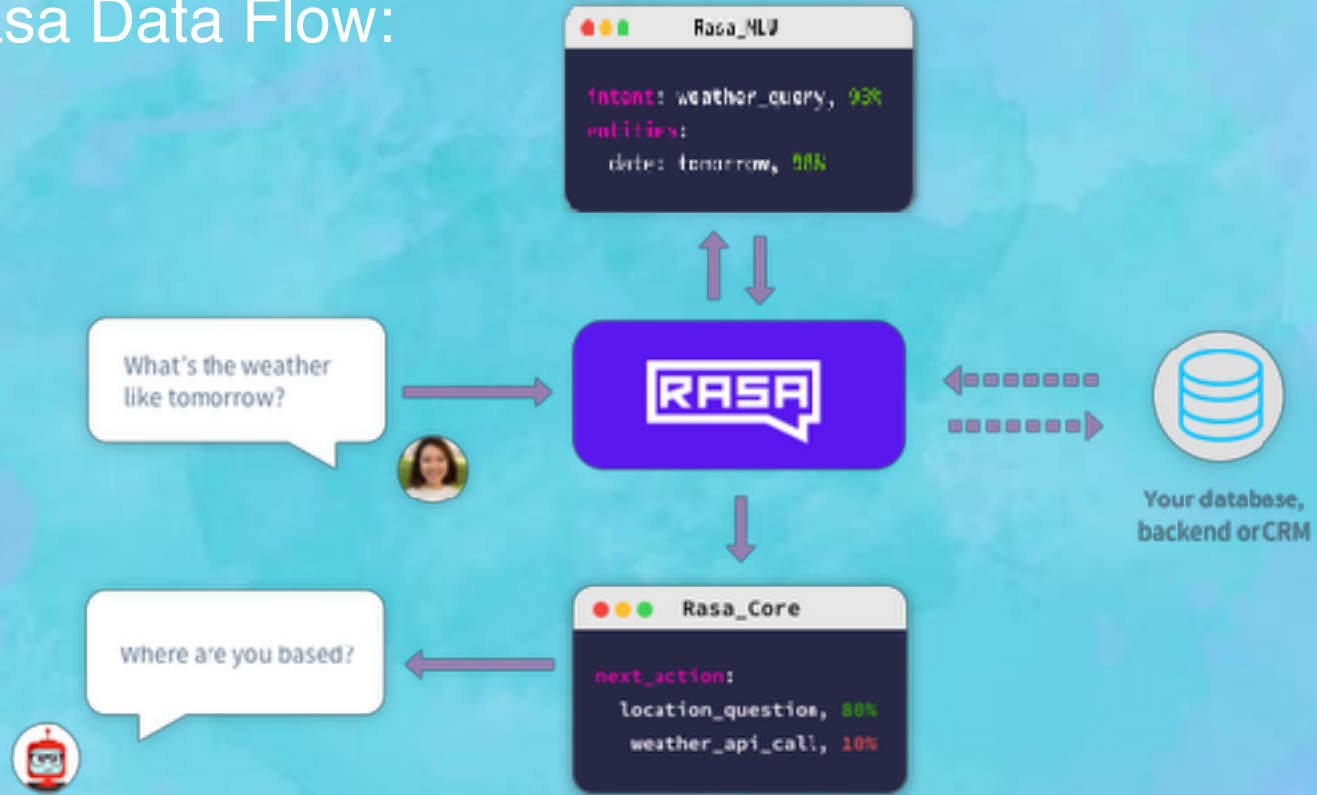 asa Data Flow:
Rasa_NLU
intent: weather_query, 93%
entities:
date: tomorrow, 98%
What's the weather
like tomorrow?
RASA
Your database,
backend orCRM
Rasa_Core
next_action:
location_question, 80%
weather_api_call, 10%
Where are you based?